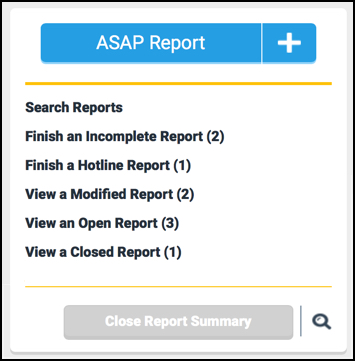 ASAP Report
Search Reports
Finish an Incomplete Report (2)
Finish a Hotline Report (1)
View a Modified Report (2)
View an Open Report (3)
View a Closed Report (1)
Close Report Summary